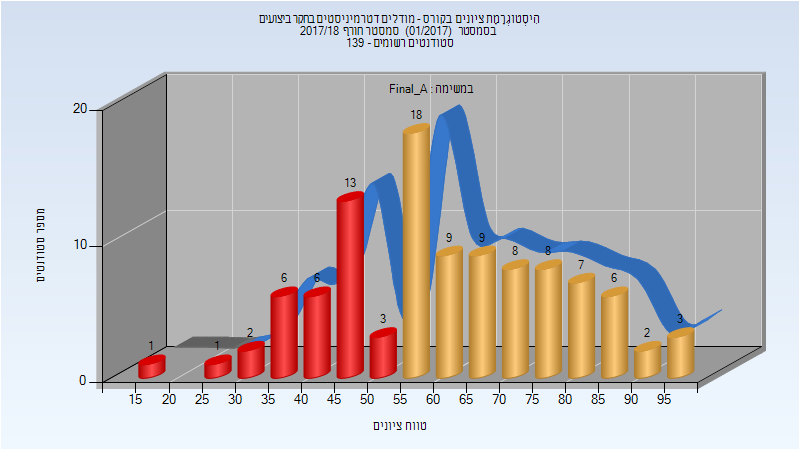 היסטוגרמת ציונים בקורס - מודלים דטרמיניסטים בחקר ביצועים
בסמסטר (01/2017) סמסטר חורף 2017/18
סטודנטים רשומים - 139
במשימה : Final_A
מספר סטודנטים
20
10
0
1
1
2
6
6
13
3
18
9
9
8
8
7
6
2
3
15 20 25 30 35 40 45 50 55 60 65 70 75 80 85 90 95
טווח ציונים